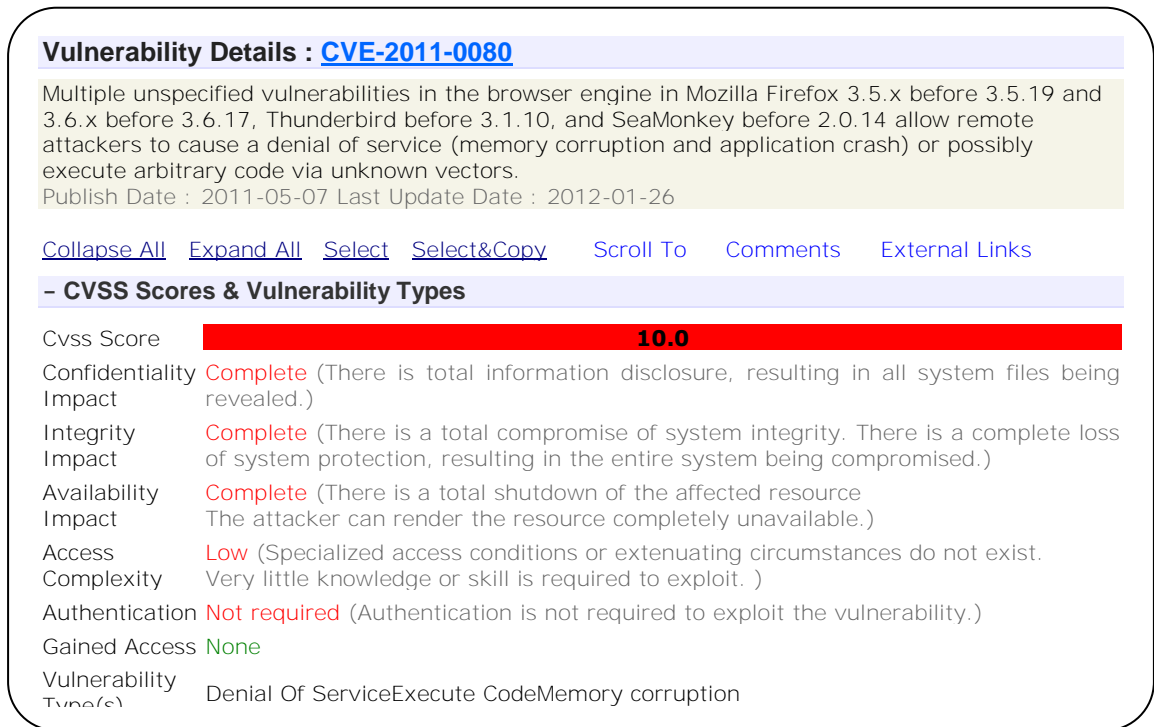 Vulnerability Details : CVE-2011-0080
Multiple unspecified vulnerabilities in the browser engine in Mozilla Firefox 3.5.x before 3.5.19 and
3.6.x before 3.6.17, Thunderbird before 3.1.10, and SeaMonkey before 2.0.14 allow remote
attackers to cause a denial of service (memory corruption and application crash) or possibly
execute arbitrary code via unknown vectors.
Publish Date : 2011-05-07 Last Update Date : 2012-01-26
Collapse All Expand All Select Select&Copy Scroll To Comments External Links
– CVSS Scores & Vulnerability Types
Cvss Score 10.0
Confidentiality Complete (There is total information disclosure, resulting in all system files being
Impact revealed.)
Integrity Complete (There is a total compromise of system integrity. There is a complete loss
Impact of system protection, resulting in the entire system being compromised.)
Availability Complete (There is a total shutdown of the affected resource
Impact The attacker can render the resource completely unavailable.)
Access Low (Specialized access conditions or extenuating circumstances do not exist.
Complexity Very little knowledge or skill is required to exploit. )
Authentication Not required (Authentication is not required to exploit the vulnerability.)
Gained Access None
Vulnerability Denial Of ServiceExecute CodeMemory corruption
Type(s)